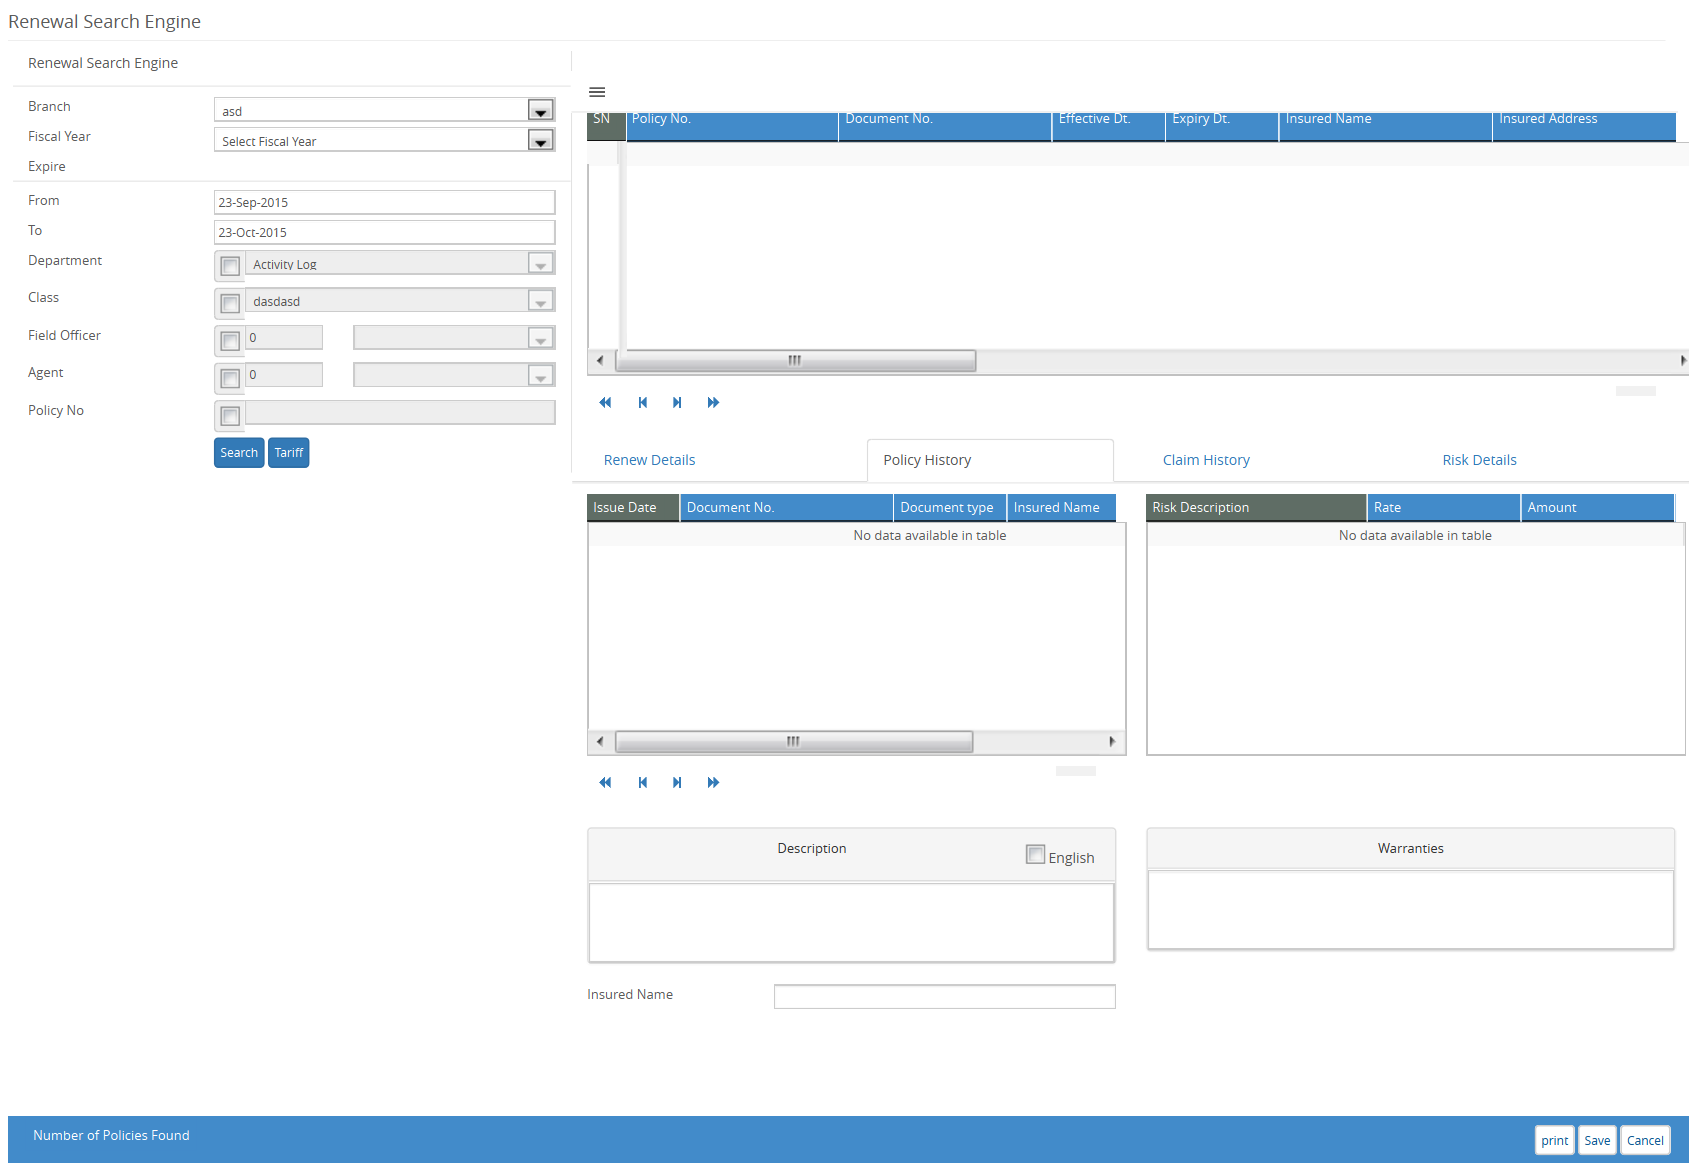 Renewal Search Engine
Renewal Search Engine
Branch
asd
Fiscal Year
Select Fiscal Year
Expire
From
23-Sep-2015
To
23-Oct-2015
Department
Activity Log
Class
dasdasd
Field Officer
0
Agent
0
Policy No
Search Tariff
SN Policy No. Document No. Effective Dt. Expiry Dt. Insured Name Insured Address
Renew Details Policy History Claim History Risk Details
Issue Date Document No. Document type Insured Name
No data available in table
Risk Description Rate Amount
No data available in table
Description
English
Warranties
Insured Name
Number of Policies Found
print Save Cancel